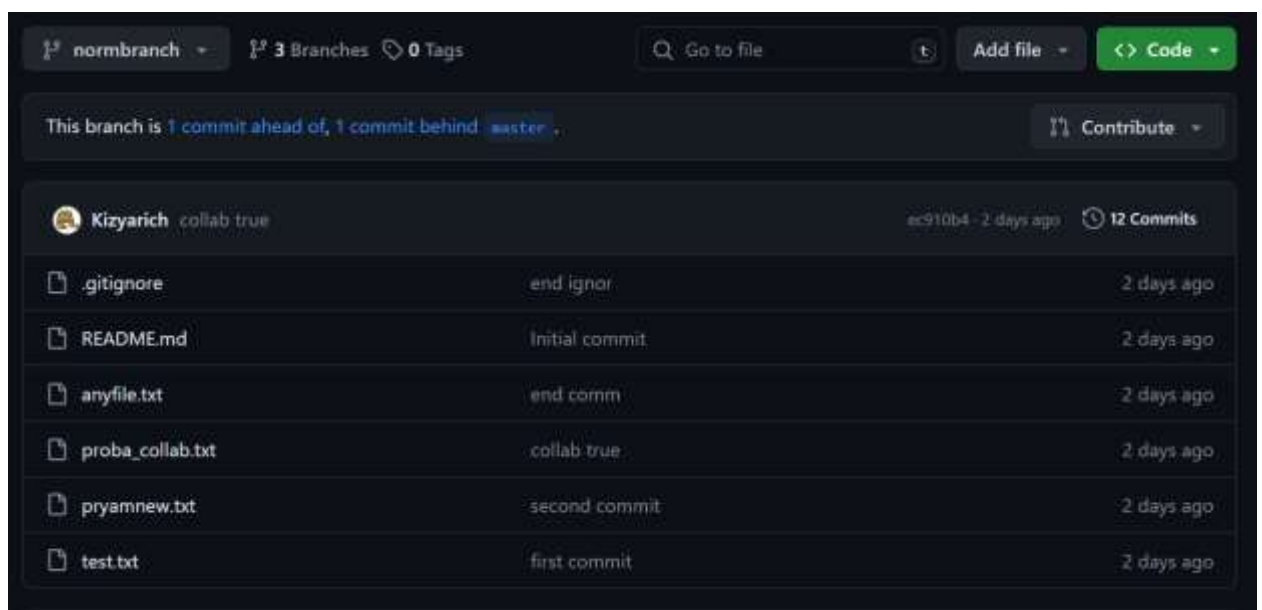 normbranch 3 Branches 0 Tags Go to file t Add file <> Code
This branch is 1 commit ahead of, 1 commit behind master .
Contribute
Kizyarich collab true ec910b4 · 2 days ago 12 Commits
.gitignore end ignor 2 days ago
README.md Initial commit 2 days ago
anyfile.txt end comm 2 days ago
proba_collab.txt collab true 2 days ago
pryamnew.txt second commit 2 days ago
test.txt first commit 2 days ago